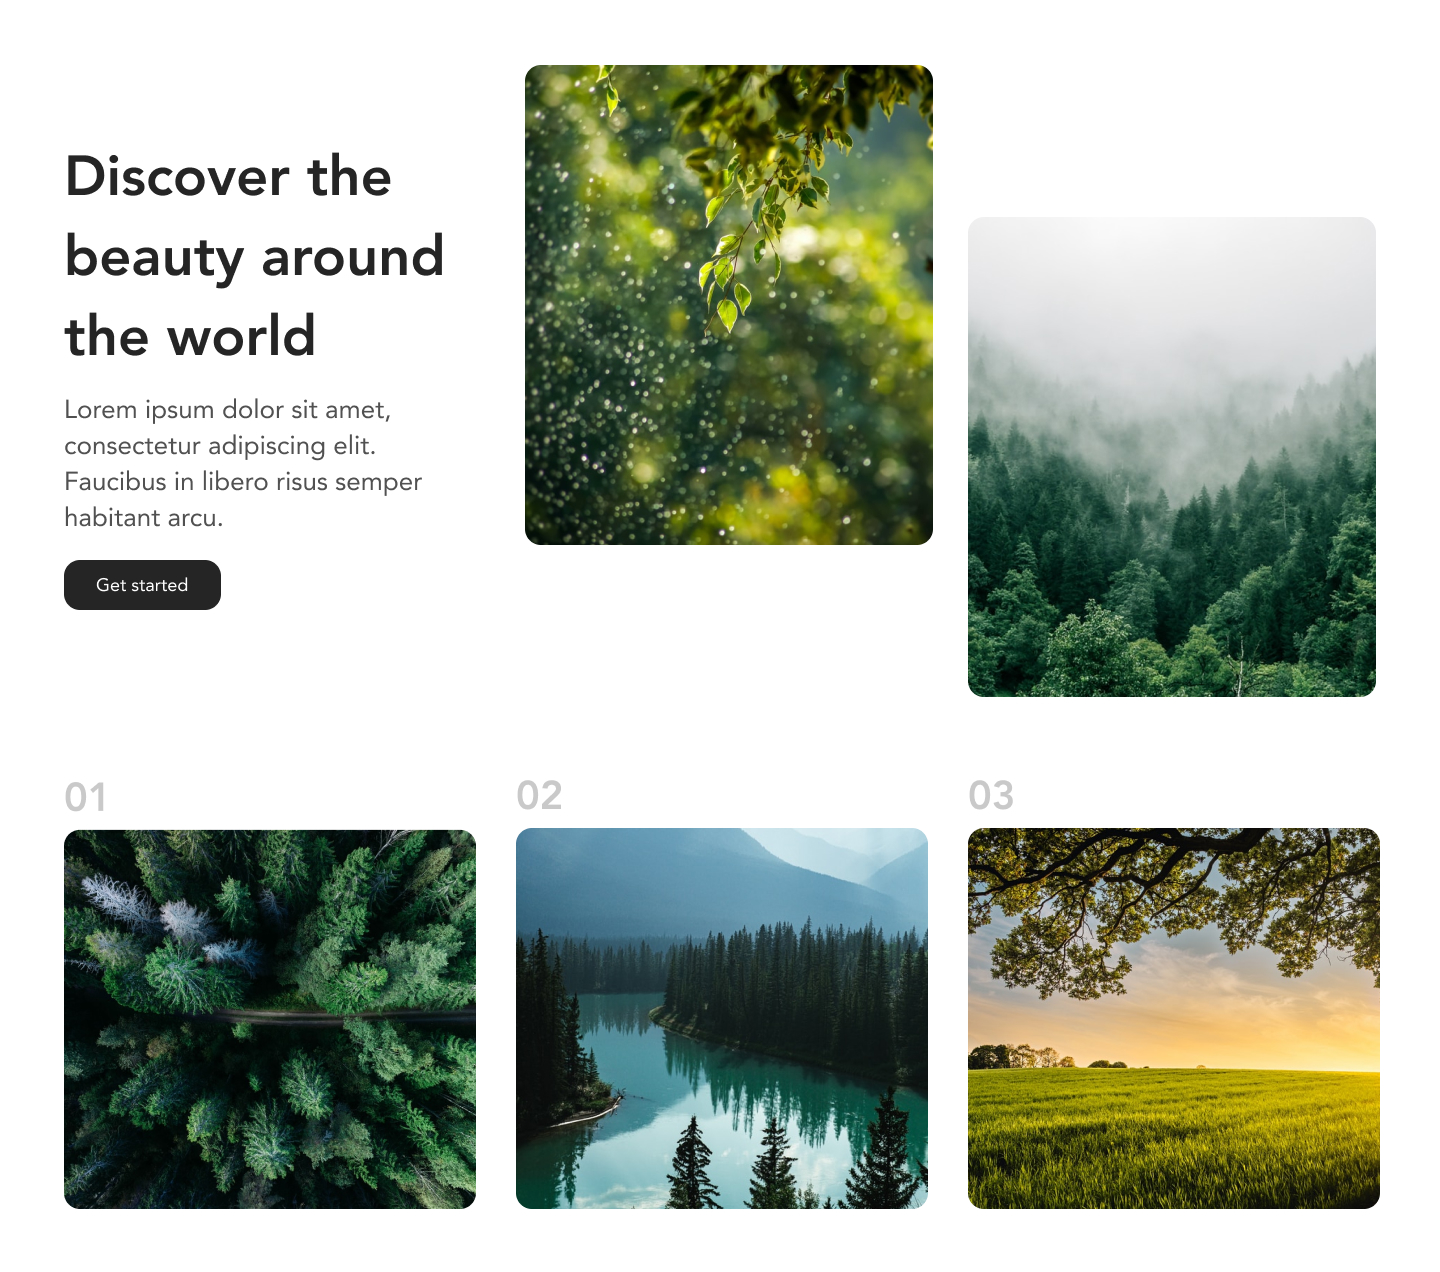 Discover the
beauty around
the world
Lorem ipsum dolor sit amet,
consectetur adipiscing elit.
Faucibus in libero risus semper
habitant arcu.
Get started
01
02
03